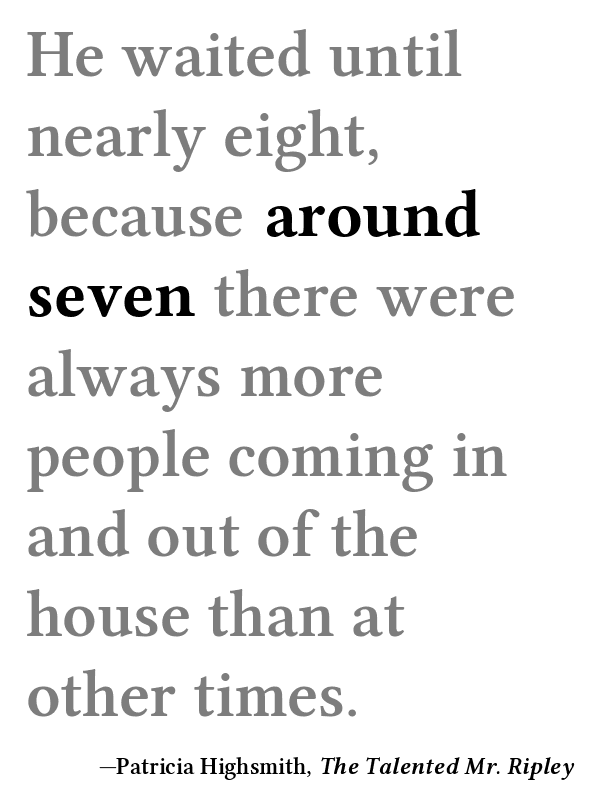 He waited until
nearly eight,
because around
seven there were
always more
people coming in
and out of the
house than at
other times.
—Patricia Highsmith, The Talented Mr. Ripley